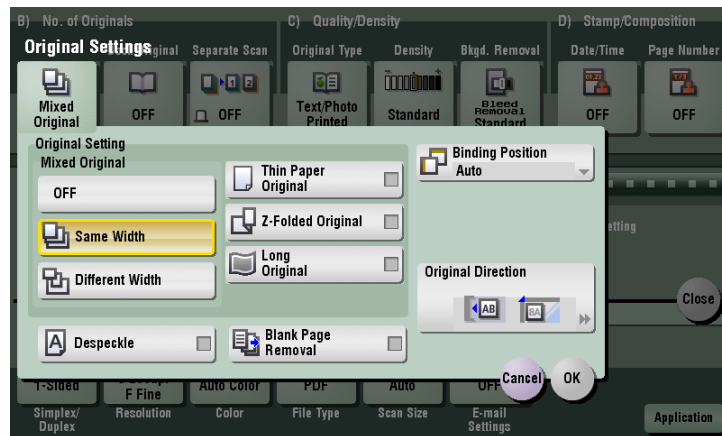 B) No. of Originals
C) Quality/Density
D) Stamp/Composition
Original Settings
Original
Separate Scan
Original Type
Density
Bkgd. Removal
Date/Time
Page Number
Mixed
Original
OFF
OFF
Text/Photo
Printed
Standard
Bleed
Removal
Standard
OFF
OFF
Original Setting
Mixed Original
OFF
Same Width
Different Width
Thin Paper
Original
Z-Folded Original
Long
Original
Binding Position
Auto
etting
Original Direction
AB
Close
Despeckle
Blank Page
Removal
Cancel
OK
1-Sided
F Fine
Auto Color
PDF
Auto
OFF
Simplex/
Duplex
Resolution
Color
File Type
Scan Size
E-mail
Settings
Application